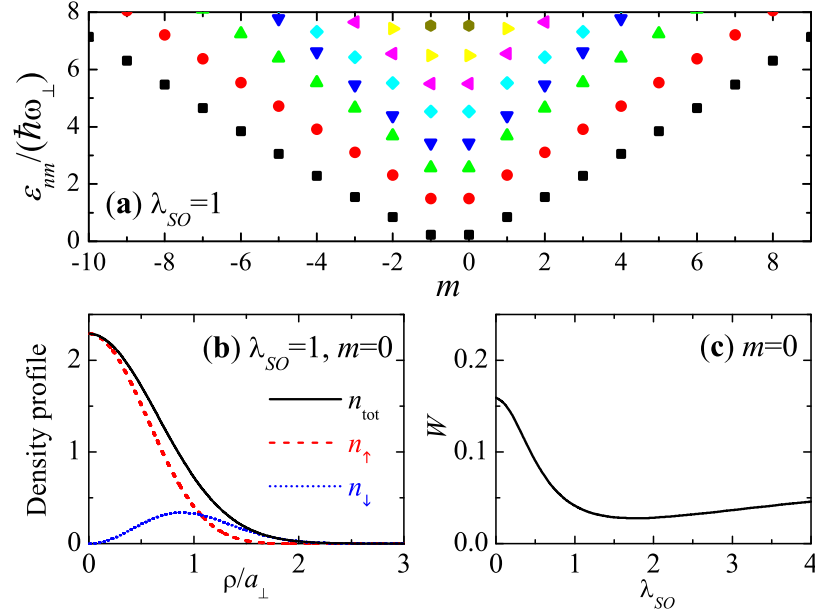 8
6
4
2
0
ε_nm/(ħω_⊥)
(a) λ_SO=1
-10 -8 -6 -4 -2 0 2 4 6 8
m
2
1
0
Density profile
(b) λ_SO=1, m=0
n_tot
n_↑
n_↓
0 1 2 3
ρ/a_⊥
0.2
0.1
0.0
W
(c) m=0
0 1 2 3 4
λ_SO